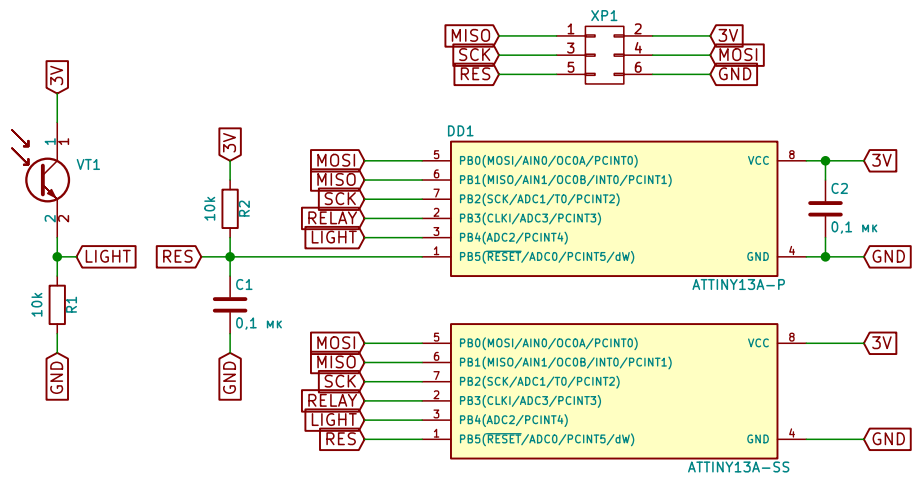 XP1
MISO 1 2 3V
SCK 3 4 MOSI
RES 5 6 GND
3V
1 1
VT1
2 2
LIGHT
10k
R1
GND
3V
10k
R2
RES
C1
0,1 мк
GND
DD1
MOSI 5 PB0(MOSI/AIN0/OC0A/PCINT0) VCC 8 3V
MISO 6 PB1(MISO/AIN1/OC0B/INT0/PCINT1)
SCK 7 PB2(SCK/ADC1/T0/PCINT2)
RELAY 2 PB3(CLKI/ADC3/PCINT3)
LIGHT 3 PB4(ADC2/PCINT4)
1 PB5(RESET/ADC0/PCINT5/dW) GND 4 GND
C2
0,1 мк
ATTINY13A-P
MOSI 5 PB0(MOSI/AIN0/OC0A/PCINT0) VCC 8 3V
MISO 6 PB1(MISO/AIN1/OC0B/INT0/PCINT1)
SCK 7 PB2(SCK/ADC1/T0/PCINT2)
RELAY 2 PB3(CLKI/ADC3/PCINT3)
LIGHT 3 PB4(ADC2/PCINT4)
RES 1 PB5(RESET/ADC0/PCINT5/dW) GND 4 GND
ATTINY13A-SS